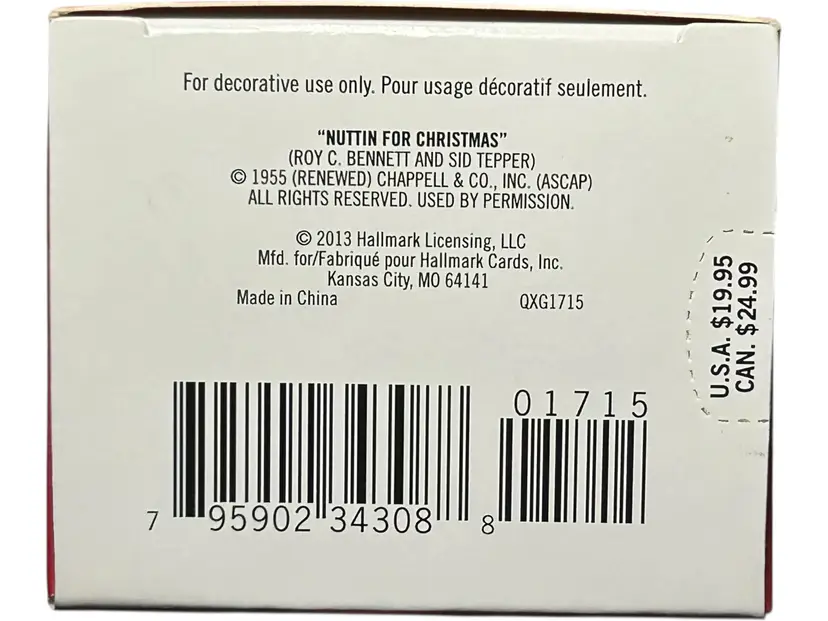 For decorative use only. Pour usage décoratif seulement.
“NUTTIN FOR CHRISTMAS”
(ROY C. BENNETT AND SID TEPPER)
© 1955 (RENEWED) CHAPPELL & CO., INC. (ASCAP)
ALL RIGHTS RESERVED. USED BY PERMISSION.
© 2013 Hallmark Licensing, LLC
Mfd. for/Fabriqué pour Hallmark Cards, Inc.
Kansas City, MO 64141
Made in China QXG1715
U.S.A. $19.95
CAN. $24.99
01715
7 95902 34308 8